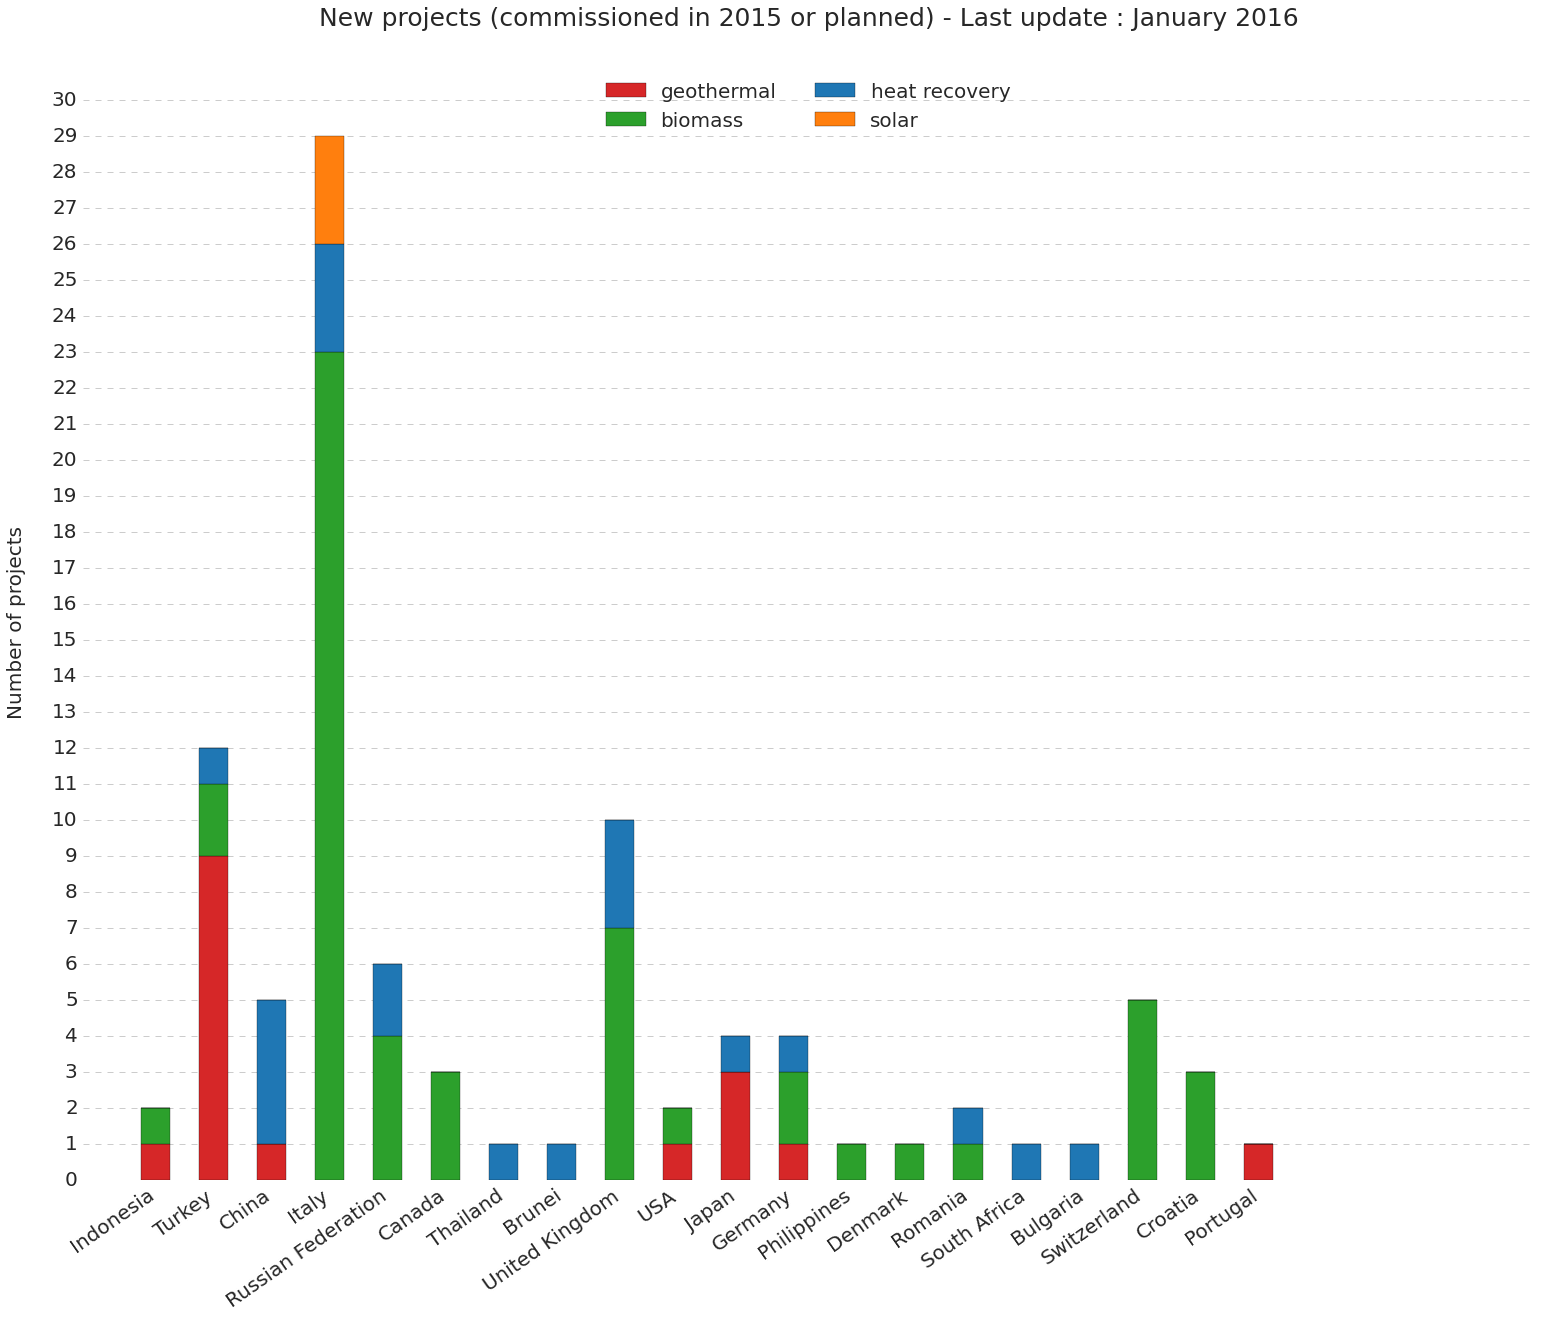 New projects (commissioned in 2015 or planned) - Last update : January 2016
geothermal
biomass
heat recovery
solar
30
29
28
27
26
25
24
23
22
21
20
19
18
17
16
15
14
13
12
11
10
9
8
7
6
5
4
3
2
1
0
Number of projects
Indonesia
Turkey
China
Italy
Russian Federation
Canada
Thailand
Brunei
United Kingdom
USA
Japan
Germany
Philippines
Denmark
Romania
South Africa
Bulgaria
Switzerland
Croatia
Portugal